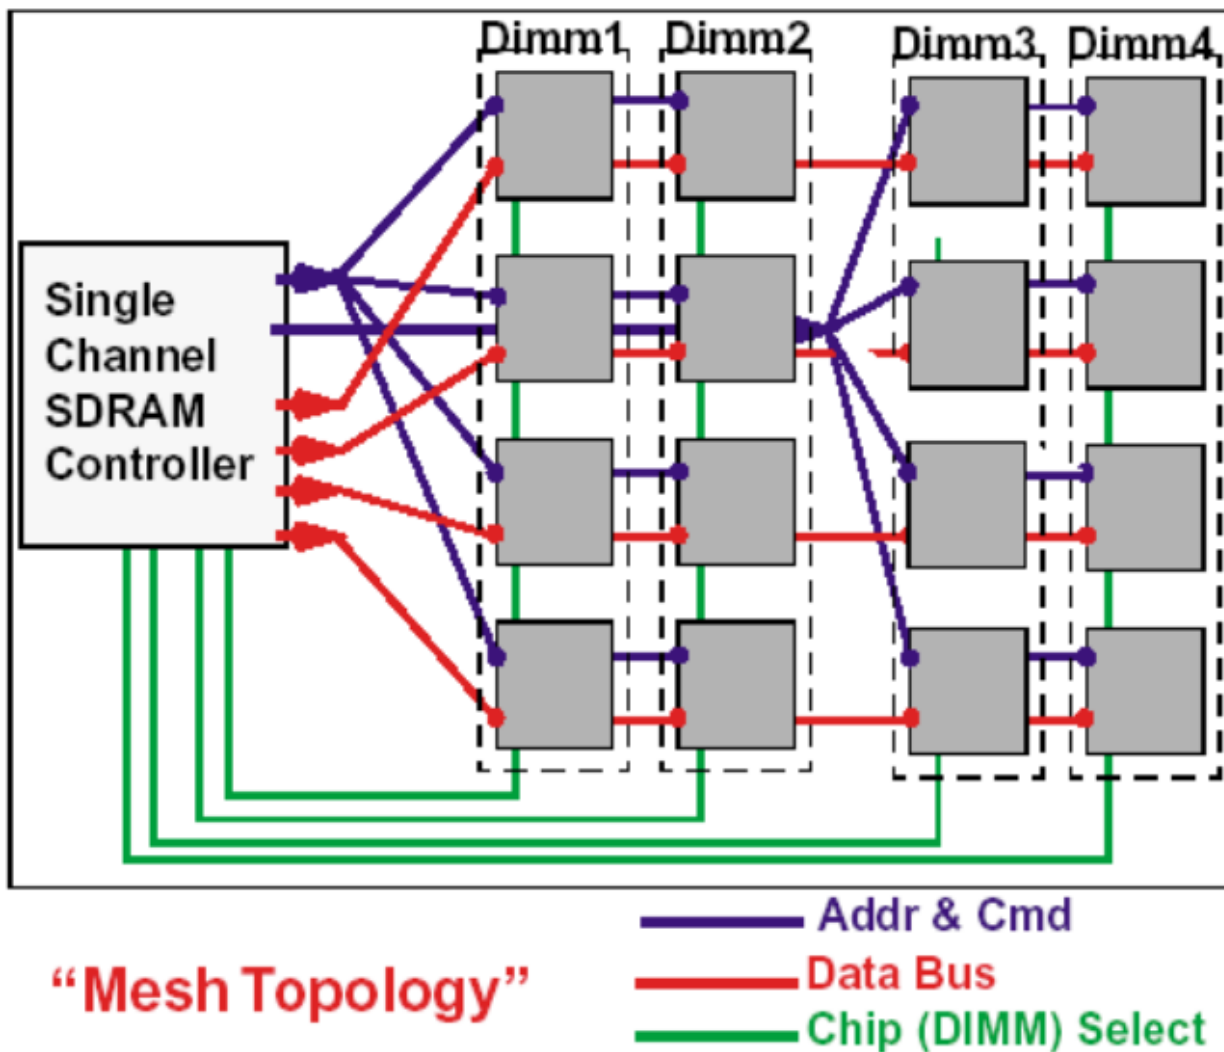 Dimm1 Dimm2 Dimm3 Dimm4
Single
Channel
SDRAM
Controller
Addr & Cmd
“Mesh Topology”
Data Bus
Chip (DIMM) Select